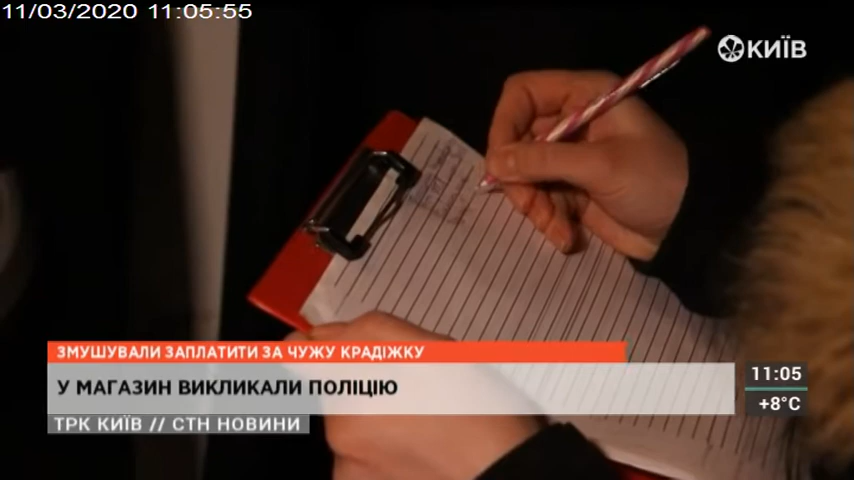 11/03/2020 11:05:55
КИЇВ
ЗМУШУВАЛИ ЗАПЛАТИТИ ЗА ЧУЖУ КРАДІЖКУ
У МАГАЗИН ВИКЛИКАЛИ ПОЛІЦІЮ
11:05
+8°C
ТРК КИЇВ // СТН НОВИНИ